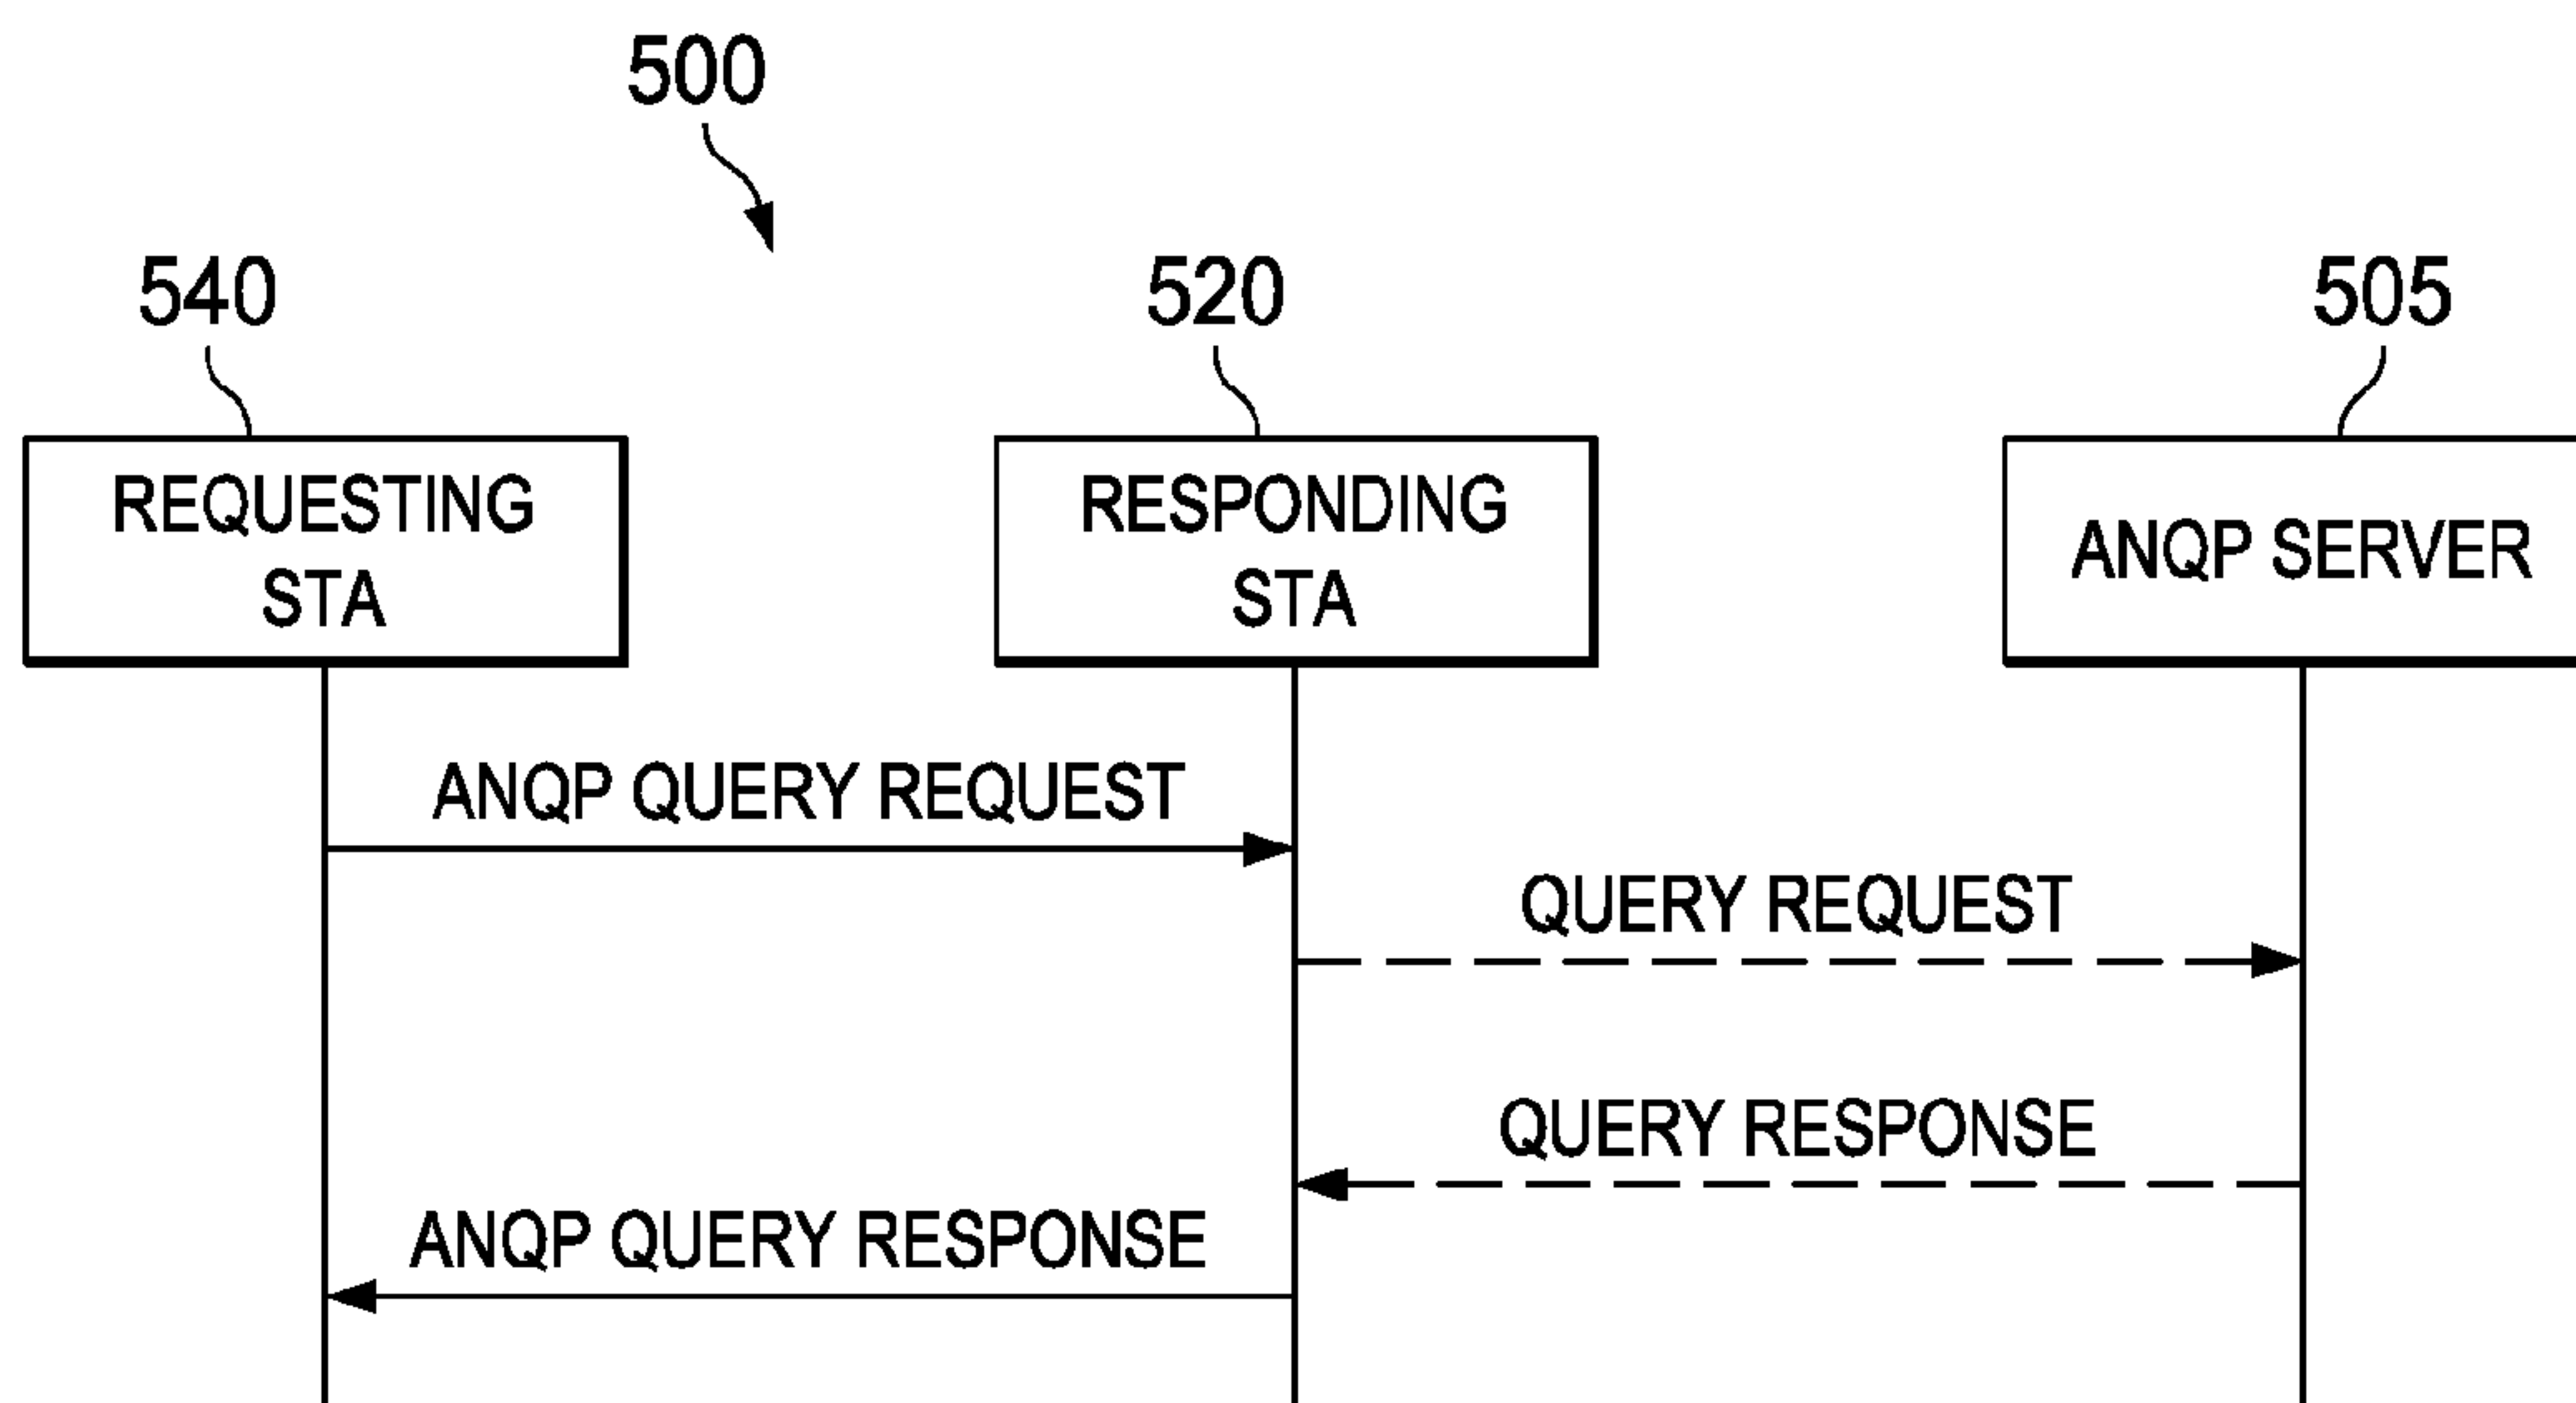 500
540
520
505
REQUESTING
STA
RESPONDING
STA
ANQP SERVER
ANQP QUERY REQUEST
QUERY REQUEST
QUERY RESPONSE
ANQP QUERY RESPONSE